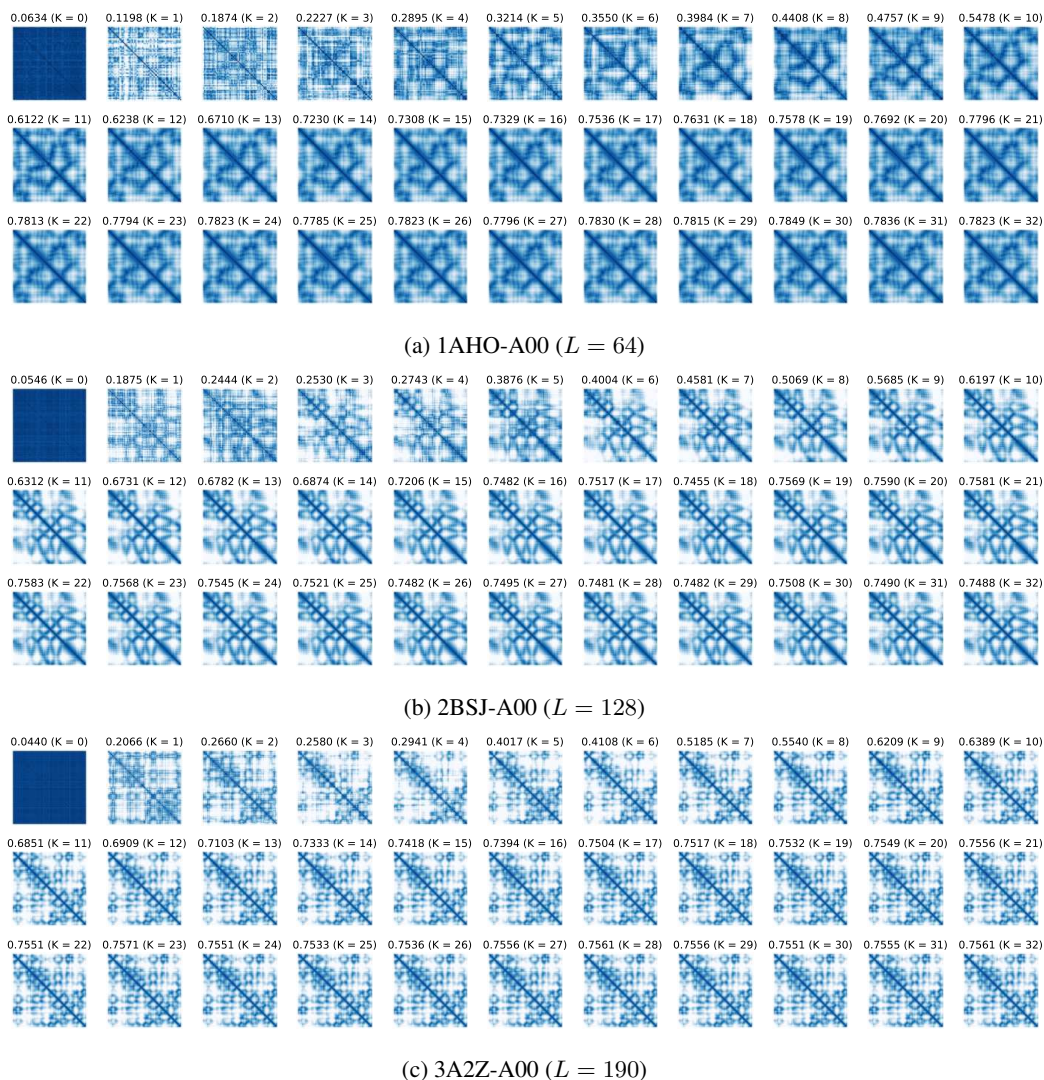 0.0634 (K = 0) 0.1198 (K = 1) 0.1874 (K = 2) 0.2227 (K = 3) 0.2895 (K = 4) 0.3214 (K = 5) 0.3550 (K = 6) 0.3984 (K = 7) 0.4408 (K = 8) 0.4757 (K = 9) 0.5478 (K = 10)
0.6122 (K = 11) 0.6238 (K = 12) 0.6710 (K = 13) 0.7230 (K = 14) 0.7308 (K = 15) 0.7329 (K = 16) 0.7536 (K = 17) 0.7631 (K = 18) 0.7578 (K = 19) 0.7692 (K = 20) 0.7796 (K = 21)
0.7813 (K = 22) 0.7794 (K = 23) 0.7823 (K = 24) 0.7785 (K = 25) 0.7823 (K = 26) 0.7796 (K = 27) 0.7830 (K = 28) 0.7815 (K = 29) 0.7849 (K = 30) 0.7836 (K = 31) 0.7823 (K = 32)
(a) 1AHO-A00 (L = 64)
0.0546 (K = 0) 0.1875 (K = 1) 0.2444 (K = 2) 0.2530 (K = 3) 0.2743 (K = 4) 0.3876 (K = 5) 0.4004 (K = 6) 0.4581 (K = 7) 0.5069 (K = 8) 0.5685 (K = 9) 0.6197 (K = 10)
0.6312 (K = 11) 0.6731 (K = 12) 0.6782 (K = 13) 0.6874 (K = 14) 0.7206 (K = 15) 0.7482 (K = 16) 0.7517 (K = 17) 0.7455 (K = 18) 0.7569 (K = 19) 0.7590 (K = 20) 0.7581 (K = 21)
0.7583 (K = 22) 0.7568 (K = 23) 0.7545 (K = 24) 0.7521 (K = 25) 0.7482 (K = 26) 0.7495 (K = 27) 0.7481 (K = 28) 0.7482 (K = 29) 0.7508 (K = 30) 0.7490 (K = 31) 0.7488 (K = 32)
(b) 2BSJ-A00 (L = 128)
0.0440 (K = 0) 0.2066 (K = 1) 0.2660 (K = 2) 0.2580 (K = 3) 0.2941 (K = 4) 0.4017 (K = 5) 0.4108 (K = 6) 0.5185 (K = 7) 0.5540 (K = 8) 0.6209 (K = 9) 0.6389 (K = 10)
0.6851 (K = 11) 0.6909 (K = 12) 0.7103 (K = 13) 0.7333 (K = 14) 0.7418 (K = 15) 0.7394 (K = 16) 0.7504 (K = 17) 0.7517 (K = 18) 0.7532 (K = 19) 0.7549 (K = 20) 0.7556 (K = 21)
0.7551 (K = 22) 0.7571 (K = 23) 0.7551 (K = 24) 0.7533 (K = 25) 0.7536 (K = 26) 0.7556 (K = 27) 0.7561 (K = 28) 0.7556 (K = 29) 0.7551 (K = 30) 0.7555 (K = 31) 0.7561 (K = 32)
(c) 3A2Z-A00 (L = 190)